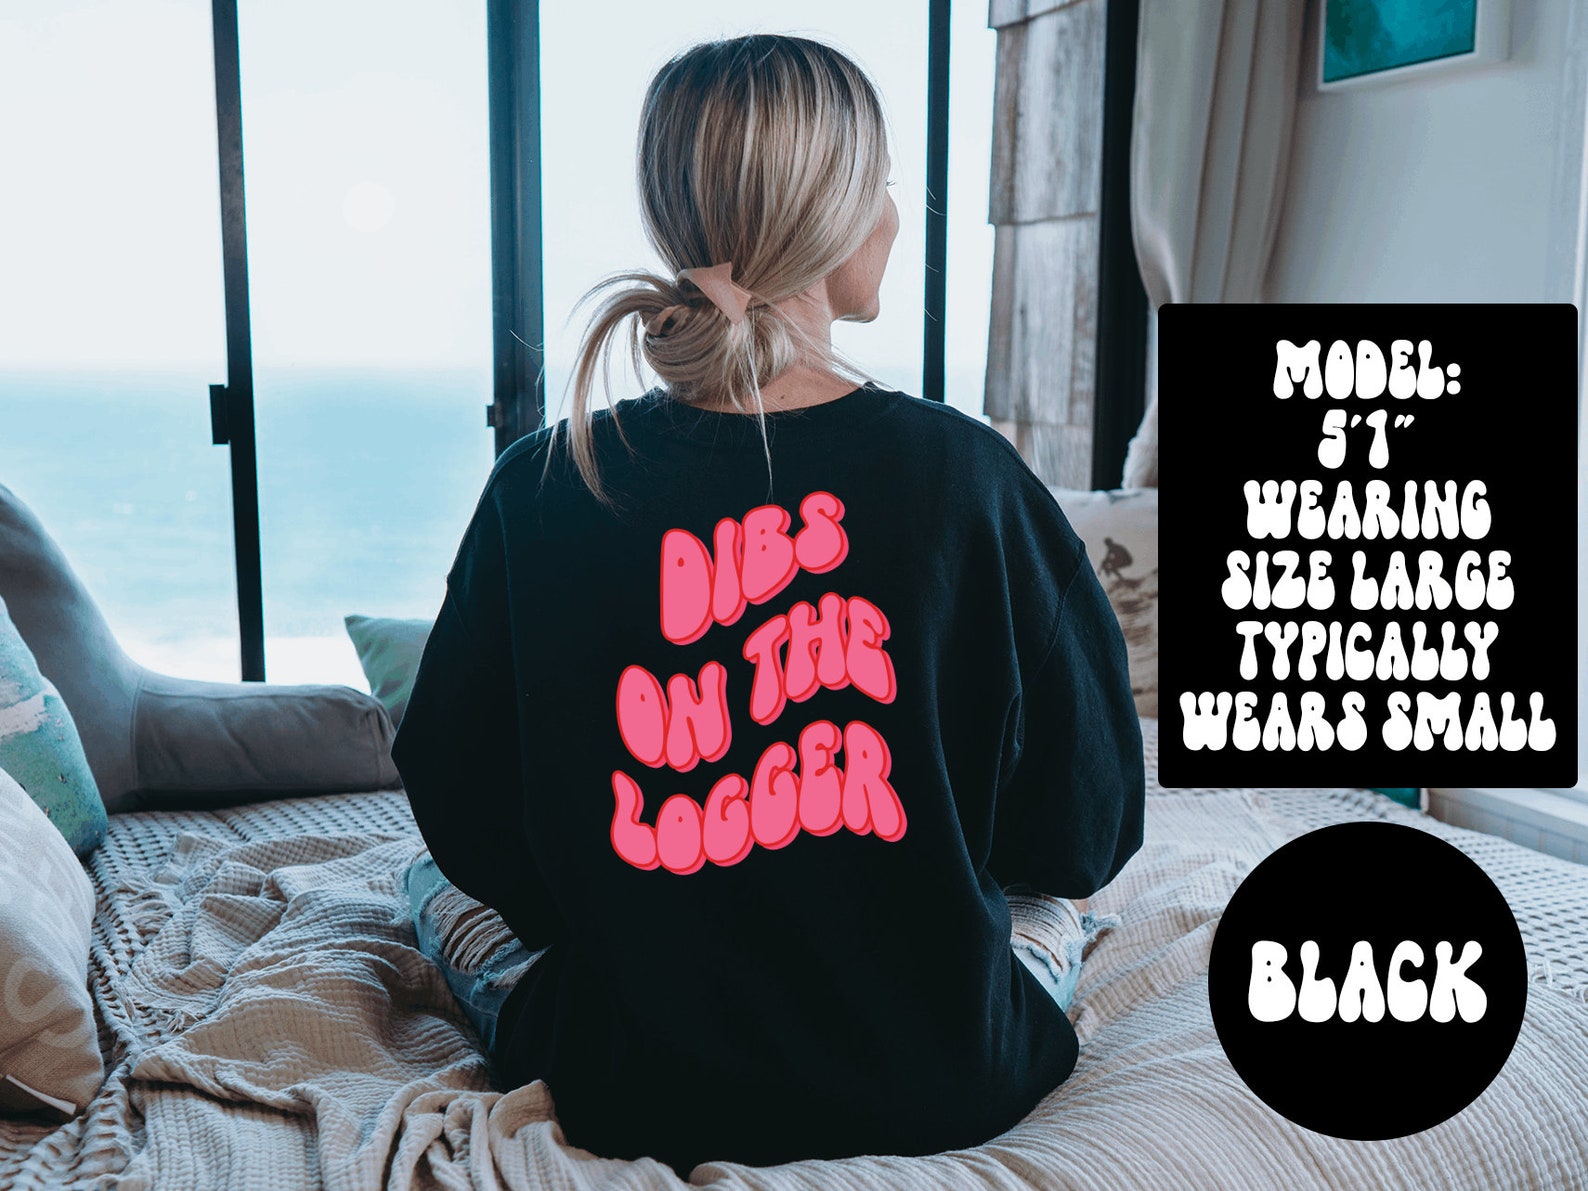 DIBS
ON THE
LOGGER
MODEL:
5'1"
WEARING
SIZE LARGE
TYPICALLY
WEARS SMALL
BLACK